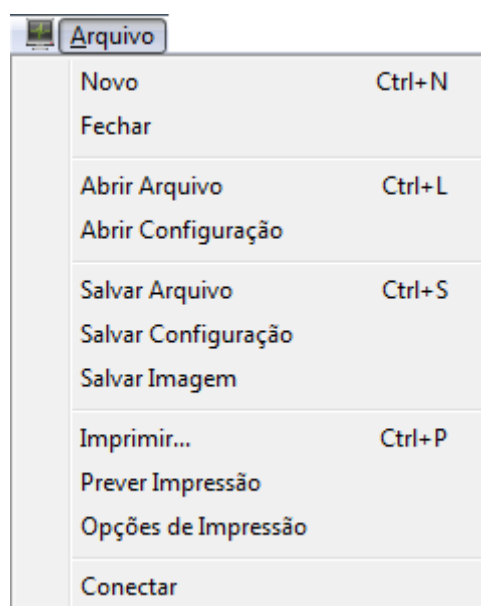 Arquivo
Novo Ctrl+N
Fechar
Abrir Arquivo Ctrl+L
Abrir Configuração
Salvar Arquivo Ctrl+S
Salvar Configuração
Salvar Imagem
Imprimir... Ctrl+P
Prever Impressão
Opções de Impressão
Conectar